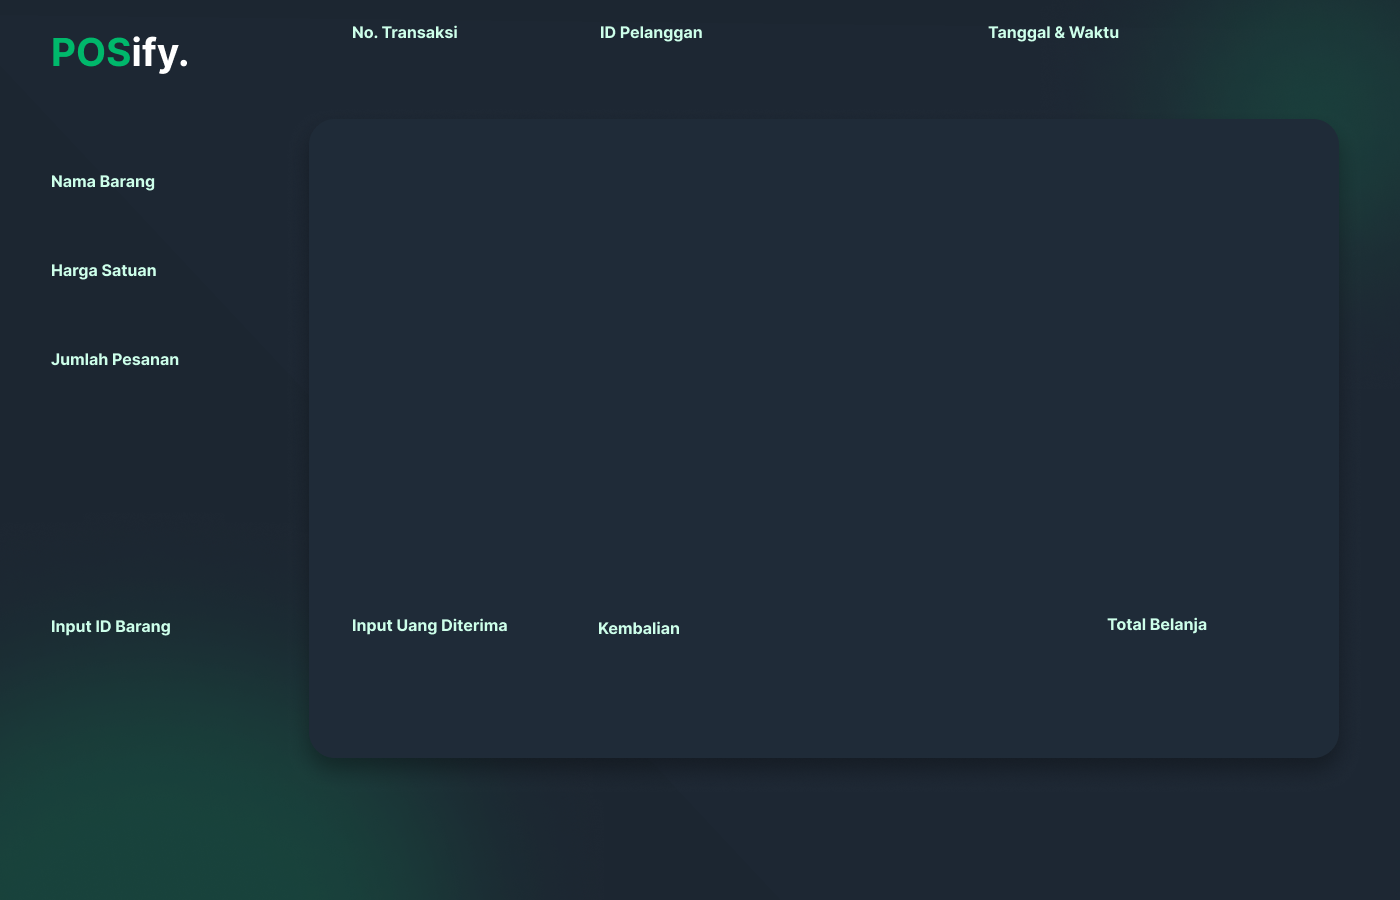 POSify.
No. Transaksi
ID Pelanggan
Tanggal & Waktu
Nama Barang
Harga Satuan
Jumlah Pesanan
Input ID Barang
Input Uang Diterima
Kembalian
Total Belanja